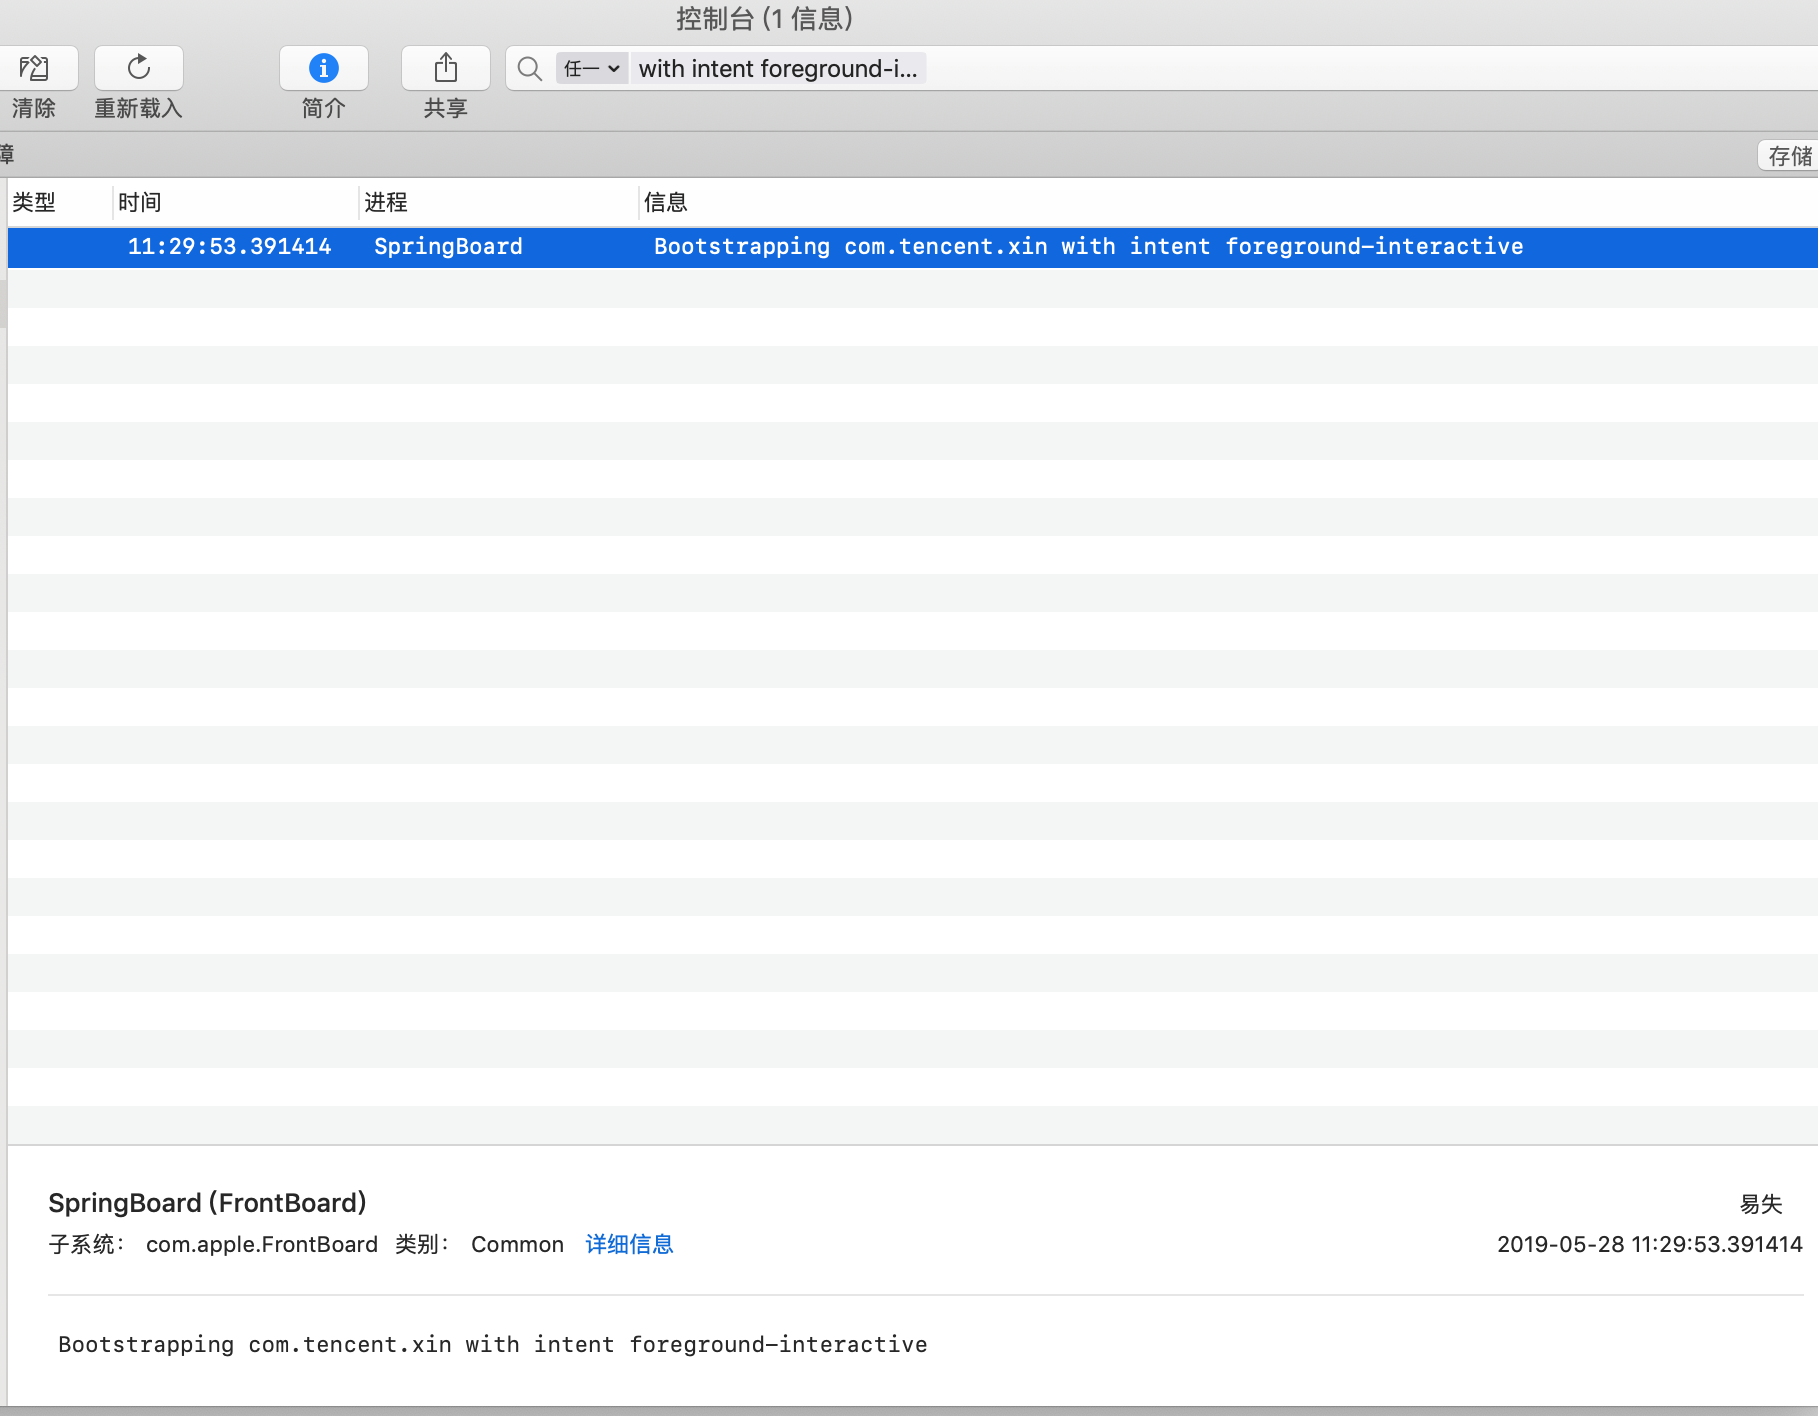 控制台 (1 信息)
任一 with intent foreground-i...
清除 重新载入 简介 共享
障 存储
类型 时间 进程 信息
11:29:53.391414 SpringBoard Bootstrapping com.tencent.xin with intent foreground-interactive
SpringBoard (FrontBoard) 易失
子系统： com.apple.FrontBoard 类别： Common 详细信息 2019-05-28 11:29:53.391414
Bootstrapping com.tencent.xin with intent foreground-interactive